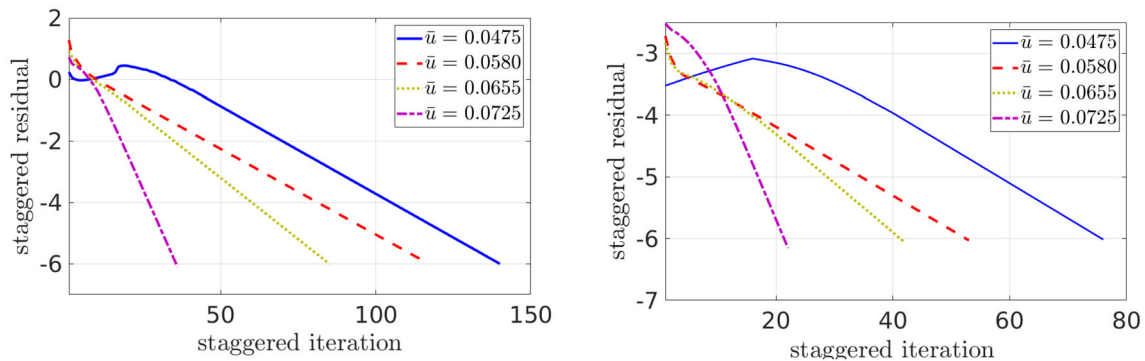 2
0
-2
-4
-6
50
100
150
staggered residual
staggered iteration
ū = 0.0475
ū = 0.0580
ū = 0.0655
ū = 0.0725
-3
-4
-5
-6
-7
20
40
60
80
staggered residual
staggered iteration
ū = 0.0475
ū = 0.0580
ū = 0.0655
ū = 0.0725